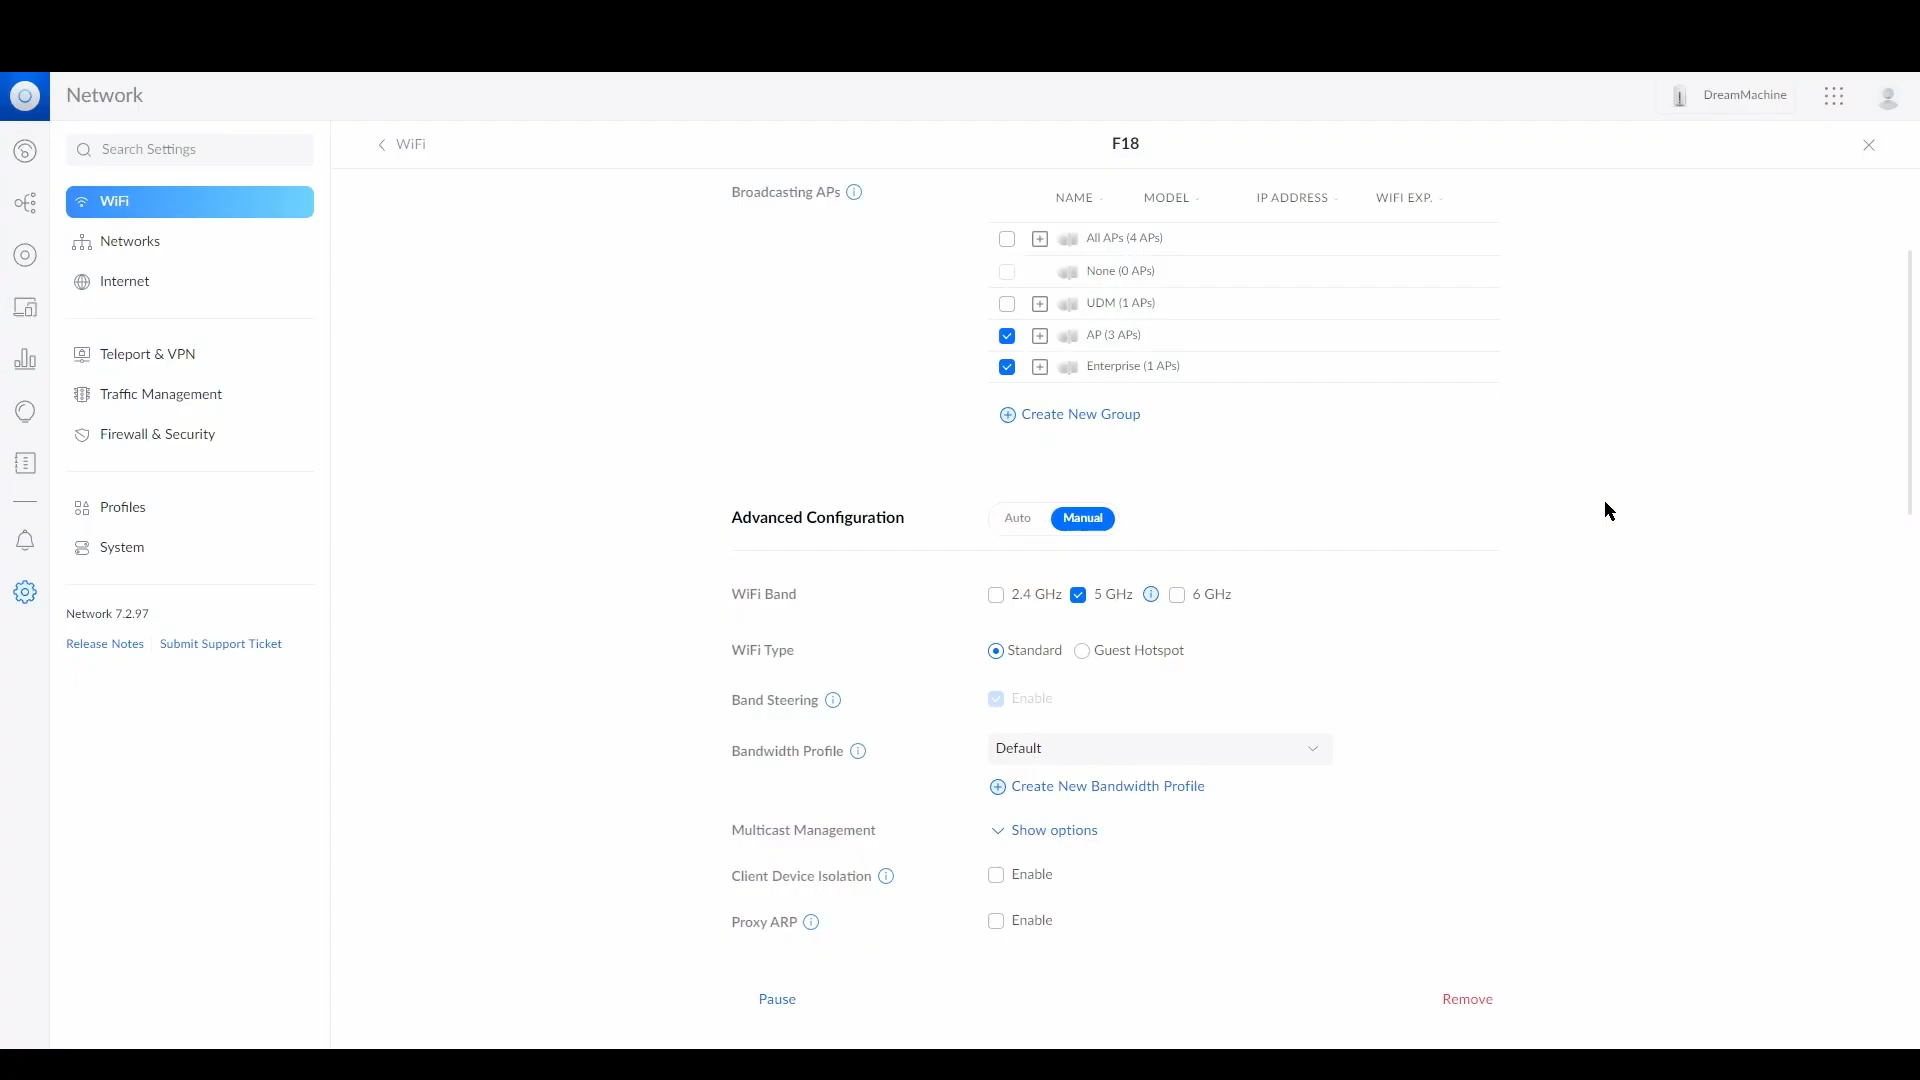 Network
DreamMachine
Search Settings
WiFi
Networks
Internet
Teleport & VPN
Traffic Management
Firewall & Security
Profiles
System
Network 7.2.97
Release Notes
Submit Support Ticket
WiFi
F18
Broadcasting APs
NAME MODEL IP ADDRESS WIFI EXP.
All APs (4 APs)
None (0 APs)
UDM (1 APs)
AP (3 APs)
Enterprise (1 APs)
Create New Group
Advanced Configuration Auto Manual
WiFi Band 2.4 GHz 5 GHz 6 GHz
WiFi Type Standard Guest Hotspot
Band Steering Enable
Bandwidth Profile Default
Create New Bandwidth Profile
Multicast Management Show options
Client Device Isolation Enable
Proxy ARP Enable
Pause Remove